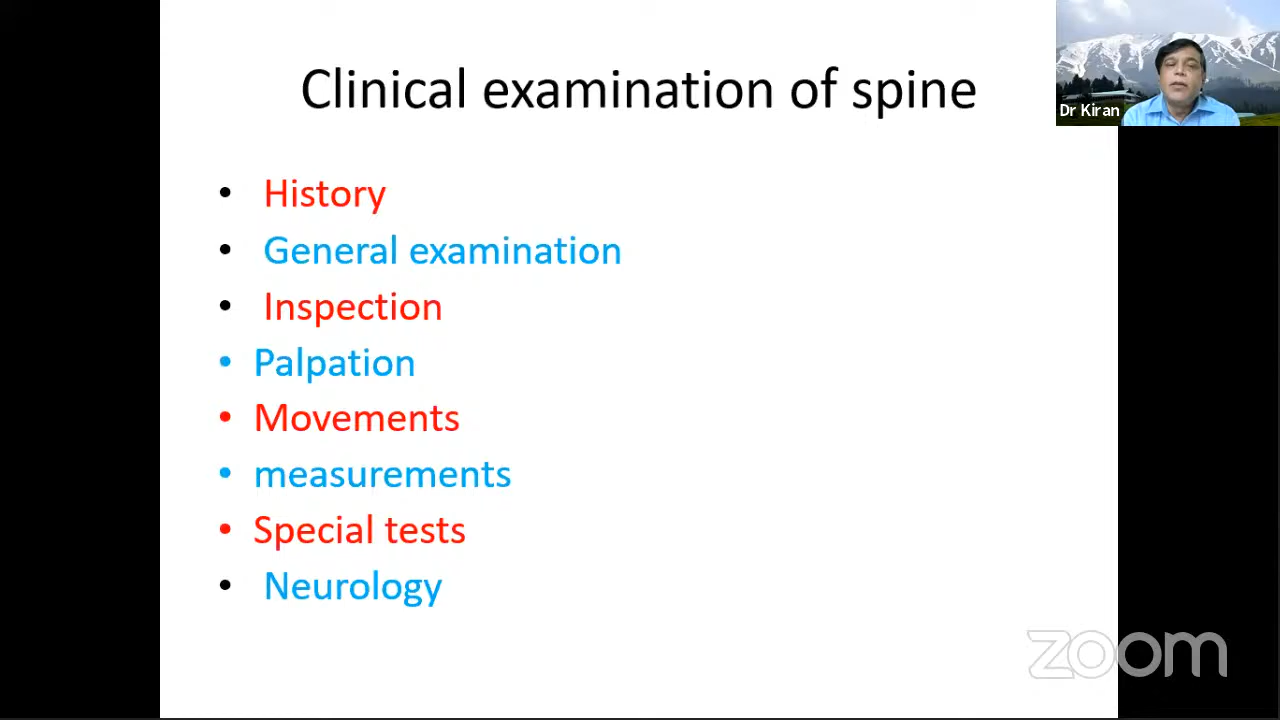 Clinical examination of spine
Dr Kiran
• History
• General examination
• Inspection
• Palpation
• Movements
• measurements
• Special tests
• Neurology
zoom